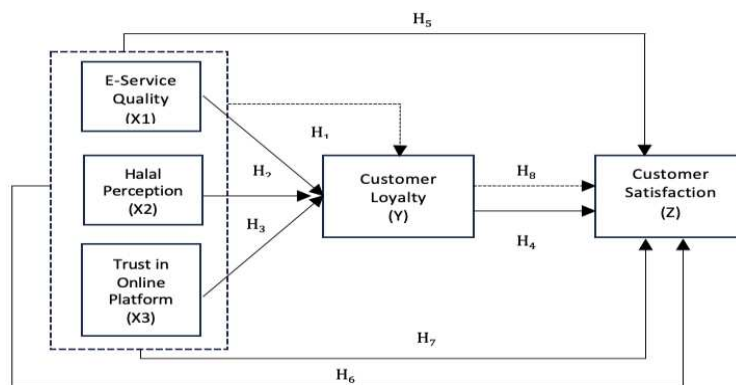 H₅
E-Service
Quality
(X1)
H₁
Halal
Perception
(X2)
H₂
H₃
Trust in
Online
Platform
(X3)
Customer
Loyalty
(Y)
H₈
H₄
Customer
Satisfaction
(Z)
H₇
H₆